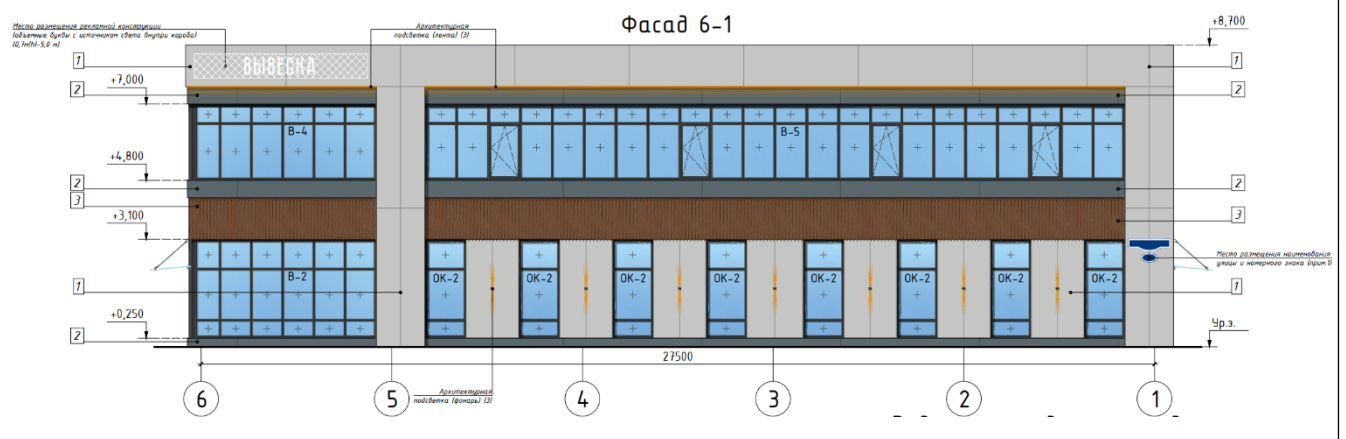 Фасад 6-1
Место размещения рекламной конструкции
(объемные буквы с источником света внутри короба)
(0,7м(h)-5,0 м)
Архитектурная
подсветка (лента) (3)
+8,700
1
ВЫВЕСКА
1
+7,000
2
2
В-4
В-5
+4,800
2
2
3
3
+3,100
Место размещения наименования
улицы и номерного знака (прим.1)
В-2
ОК-2
ОК-2
ОК-2
ОК-2
ОК-2
ОК-2
ОК-2
ОК-2
1
1
+0,250
Ур.з.
2
27500
6
5
Архитектурная
подсветка (фонарь) (3)
4
3
2
1